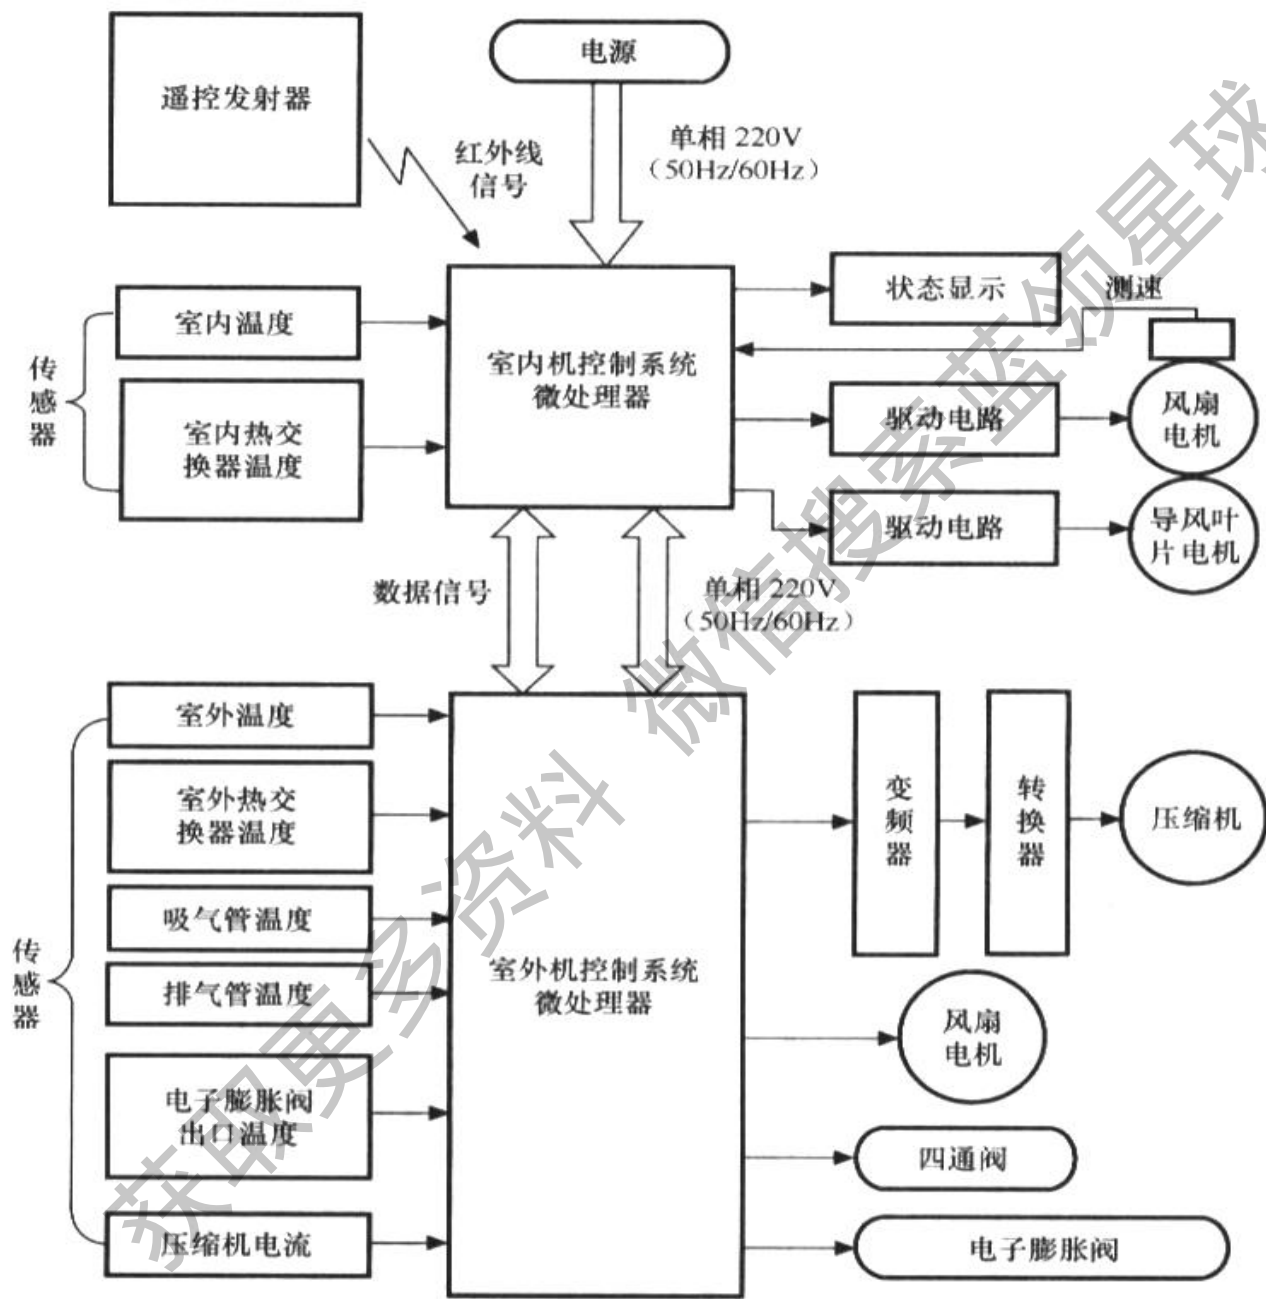 遥控发射器
电源
红外线
信号
单相 220V
（50Hz/60Hz）
传感器
室内温度
室内热交
换器温度
室内机控制系统
微处理器
状态显示
测速
驱动电路
风扇
电机
驱动电路
导风叶
片电机
数据信号
单相 220V
（50Hz/60Hz）
传感器
室外温度
室外热交
换器温度
吸气管温度
排气管温度
电子膨胀阀
出口温度
压缩机电流
室外机控制系统
微处理器
变频器
转换器
压缩机
风扇
电机
四通阀
电子膨胀阀
获取更多资料 微信搜索蓝领星球